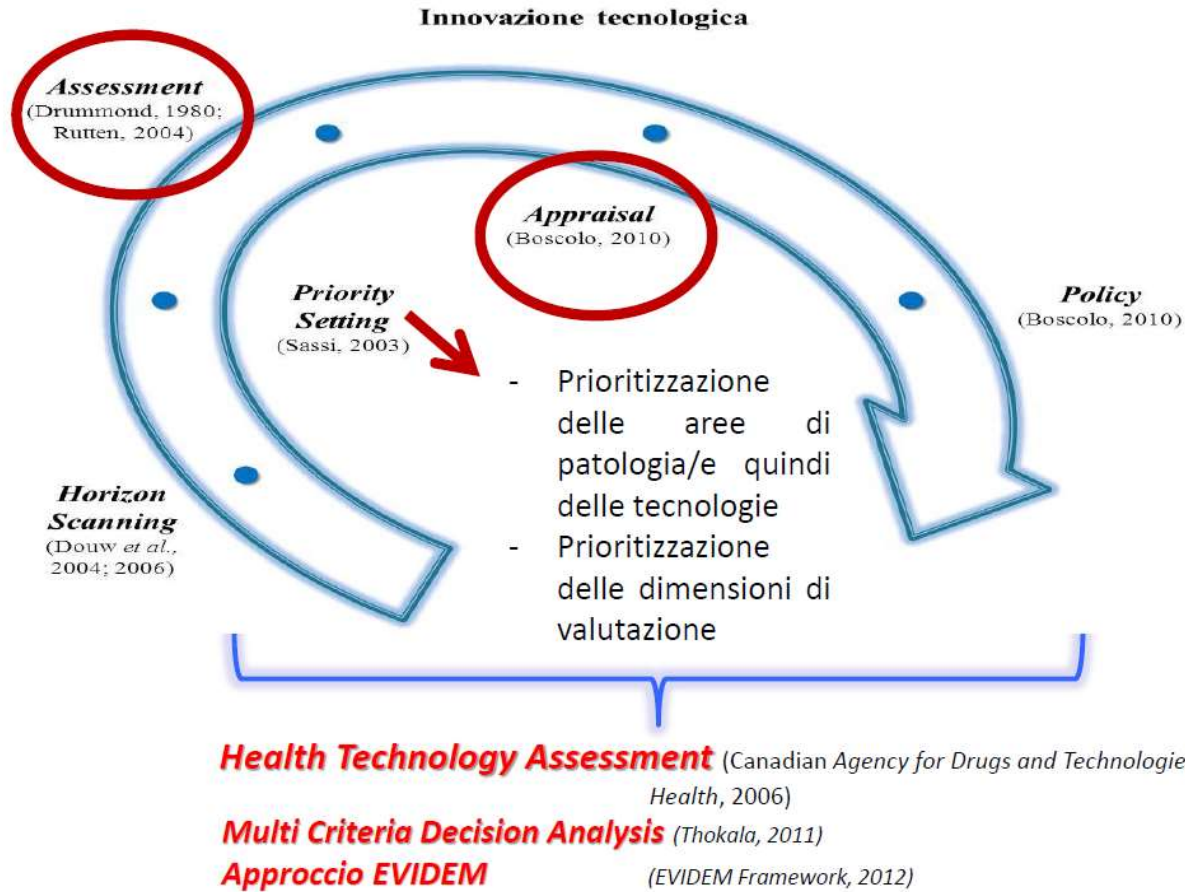 Innovazione tecnologica
Assessment
(Drummond, 1980;
Rutten, 2004)
Appraisal
(Boscolo, 2010)
Priority
Setting
(Sassi, 2003)
Policy
(Boscolo, 2010)
- Prioritizzazione
delle aree di
patologia/e quindi
delle tecnologie
- Prioritizzazione
delle dimensioni di
valutazione
Horizon
Scanning
(Douw et al.,
2004; 2006)
Health Technology Assessment (Canadian Agency for Drugs and Technologie
Health, 2006)
Multi Criteria Decision Analysis (Thokala, 2011)
Approccio EVIDEM (EVIDEM Framework, 2012)